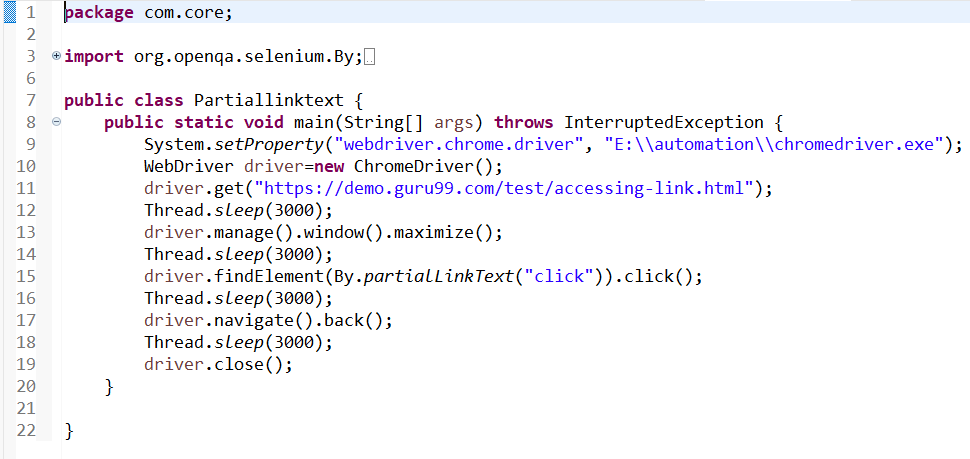 1 package com.core;
2
3 import org.openqa.selenium.By;
6
7 public class Partiallinktext {
8     public static void main(String[] args) throws InterruptedException {
9         System.setProperty("webdriver.chrome.driver", "E:\\automation\\chromedriver.exe");
10         WebDriver driver=new ChromeDriver();
11         driver.get("https://demo.guru99.com/test/accessing-link.html");
12         Thread.sleep(3000);
13         driver.manage().window().maximize();
14         Thread.sleep(3000);
15         driver.findElement(By.partialLinkText("click")).click();
16         Thread.sleep(3000);
17         driver.navigate().back();
18         Thread.sleep(3000);
19         driver.close();
20     }
21
22 }